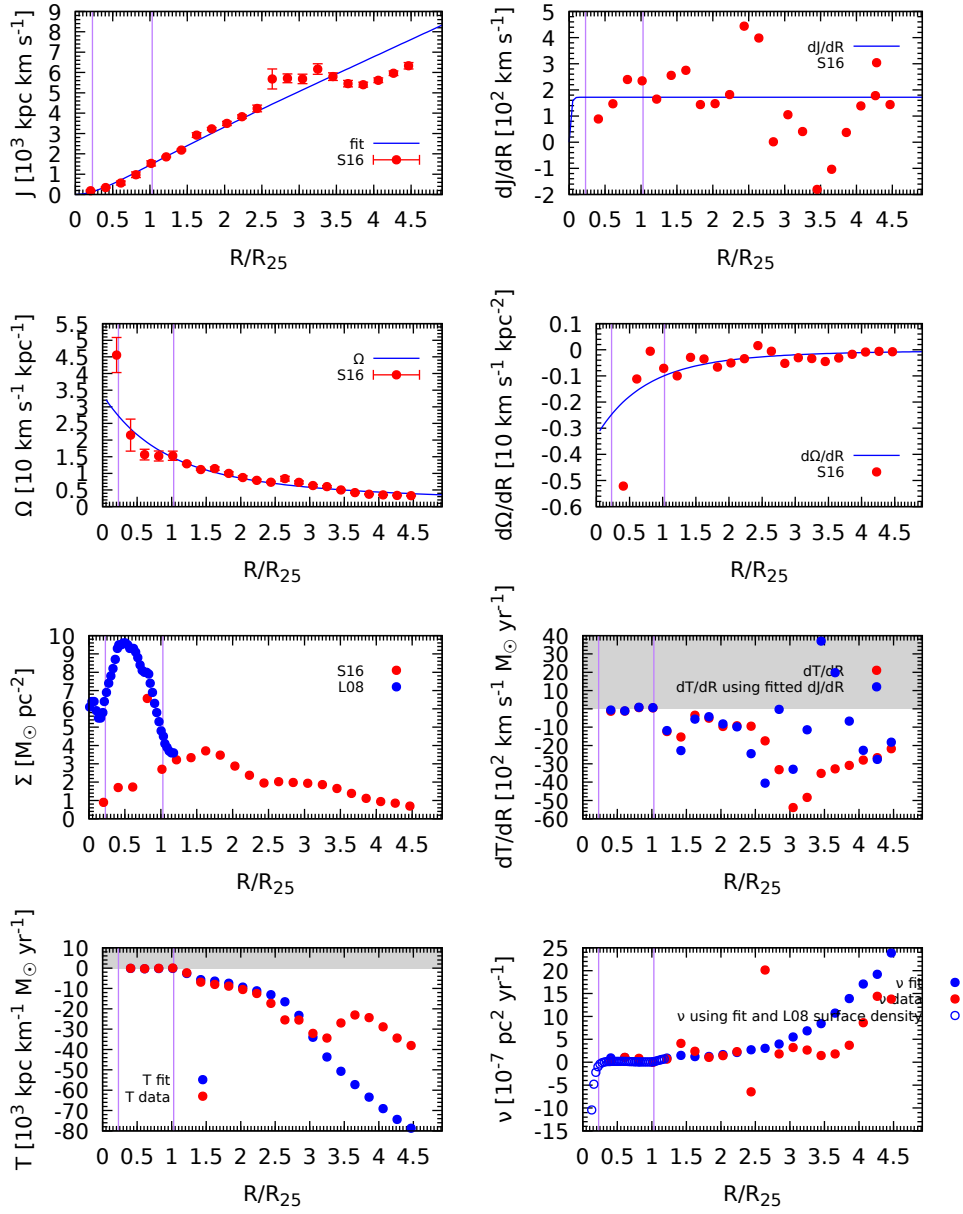 J [10³ kpc km s⁻¹]
9
8
7
6
5
4
3
2
1
0
fit
S16
0 0.5 1 1.5 2 2.5 3 3.5 4 4.5
R/R₂₅
dJ/dR [10² km s⁻¹]
5
4
3
2
1
0
-1
-2
dJ/dR
S16
0 0.5 1 1.5 2 2.5 3 3.5 4 4.5
R/R₂₅
Ω [10 km s⁻¹ kpc⁻¹]
5.5
4.5
3.5
3
2.5
1.5
0.5
0
Ω
S16
0 0.5 1 1.5 2 2.5 3 3.5 4 4.5
R/R₂₅
dΩ/dR [10 km s⁻¹ kpc⁻²]
0.1
0
-0.1
-0.2
-0.3
-0.4
-0.5
-0.6
dΩ/dR
S16
0 0.5 1 1.5 2 2.5 3 3.5 4 4.5
R/R₂₅
Σ [M⊙ pc⁻²]
10
9
8
7
6
5
4
3
2
1
0
S16
L08
0 0.5 1 1.5 2 2.5 3 3.5 4 4.5
R/R₂₅
dT/dR [10² km s⁻¹ M⊙ yr⁻¹]
40
30
20
10
0
-10
-20
-30
-40
-50
-60
dT/dR
dT/dR using fitted dJ/dR
0 0.5 1 1.5 2 2.5 3 3.5 4 4.5
R/R₂₅
T [10³ kpc km⁻¹ M⊙ yr⁻¹]
10
0
-10
-20
-30
-40
-50
-60
-70
-80
T fit
T data
0 0.5 1 1.5 2 2.5 3 3.5 4 4.5
R/R₂₅
ν [10⁻⁷ pc² yr⁻¹]
25
20
15
10
5
0
-5
-10
-15
ν fit
ν data
ν using fit and L08 surface density
0 0.5 1 1.5 2 2.5 3 3.5 4 4.5
R/R₂₅